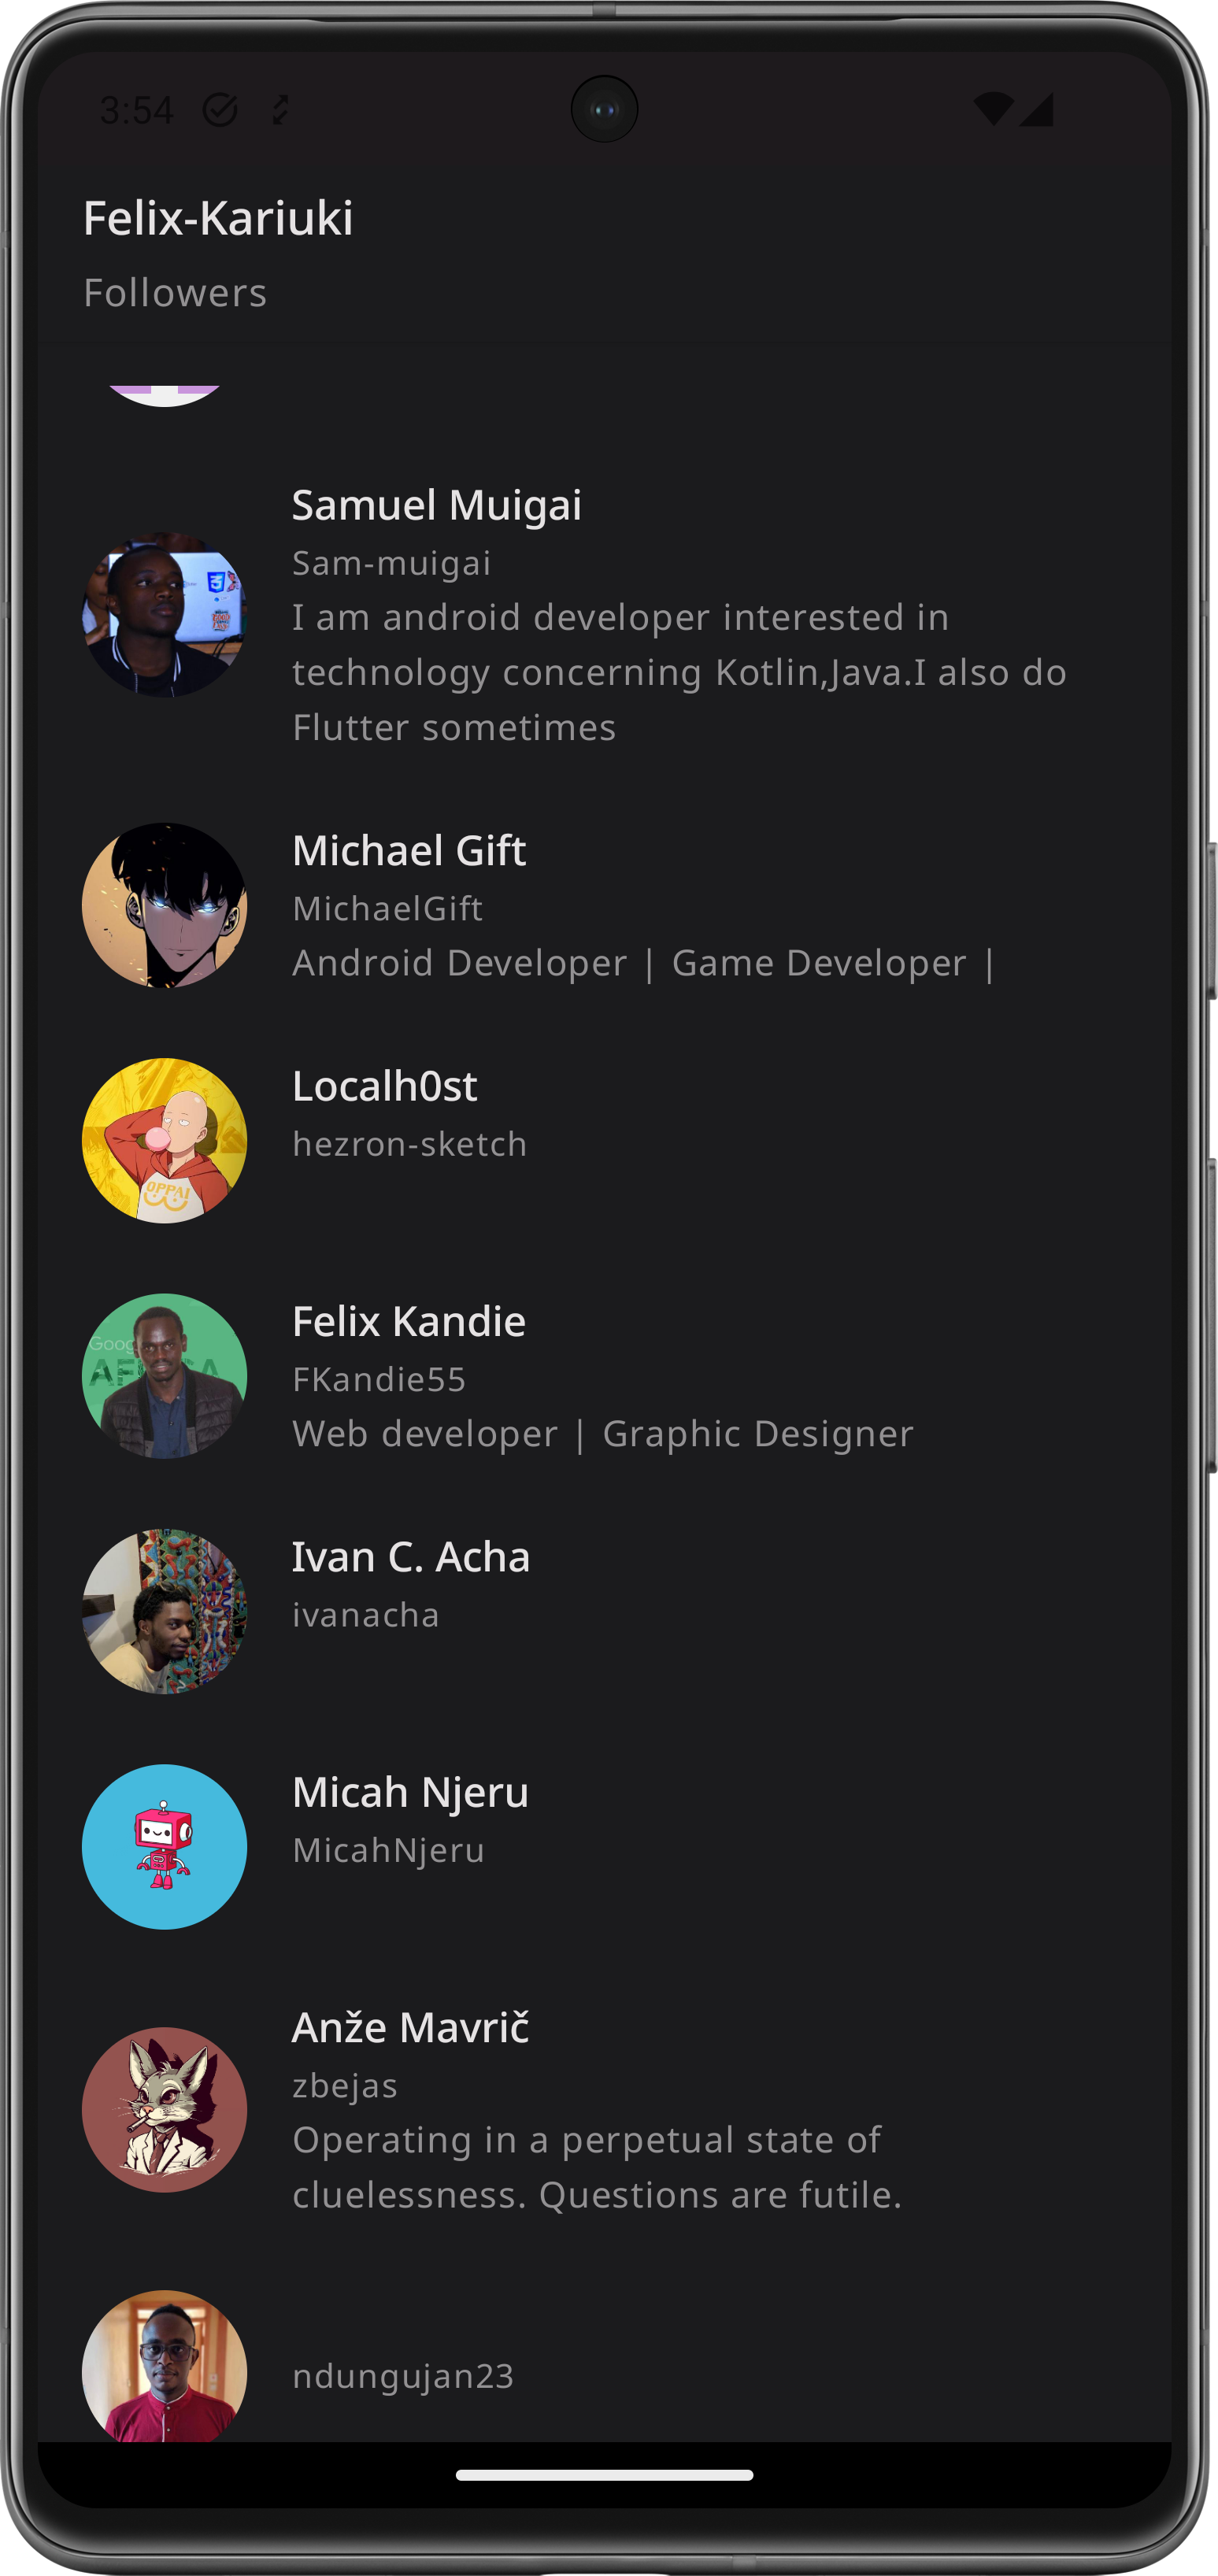 3:54
Felix-Kariuki
Followers
Samuel Muigai
Sam-muigai
I am android developer interested in
technology concerning Kotlin,Java.I also do
Flutter sometimes
Michael Gift
MichaelGift
Android Developer | Game Developer |
Localh0st
hezron-sketch
OPPAI
Felix Kandie
FKandie55
Web developer | Graphic Designer
Ivan C. Acha
ivanacha
Micah Njeru
MicahNjeru
Anže Mavrič
zbejas
Operating in a perpetual state of
cluelessness. Questions are futile.
ndungujan23